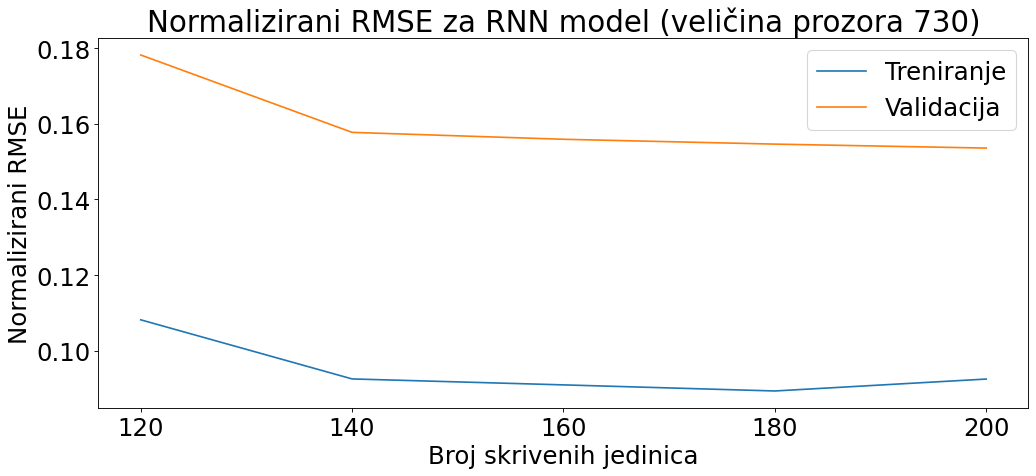 Normalizirani RMSE za RNN model (veličina prozora 730)
Treniranje
Validacija
Normalizirani RMSE
0.18
0.16
0.14
0.12
0.10
120 140 160 180 200
Broj skrivenih jedinica